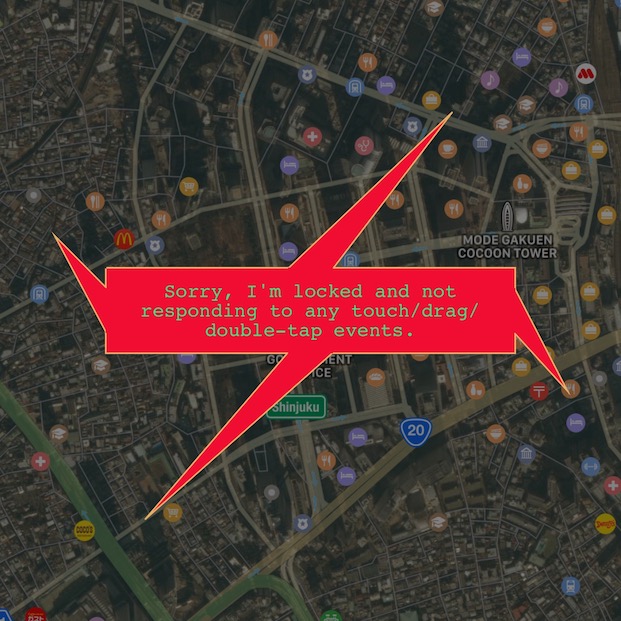 MODE GAKUEN
COCOON TOWER
Sorry, I'm locked and not
responding to any touch/drag/
double-tap events.
Shinjuku
20